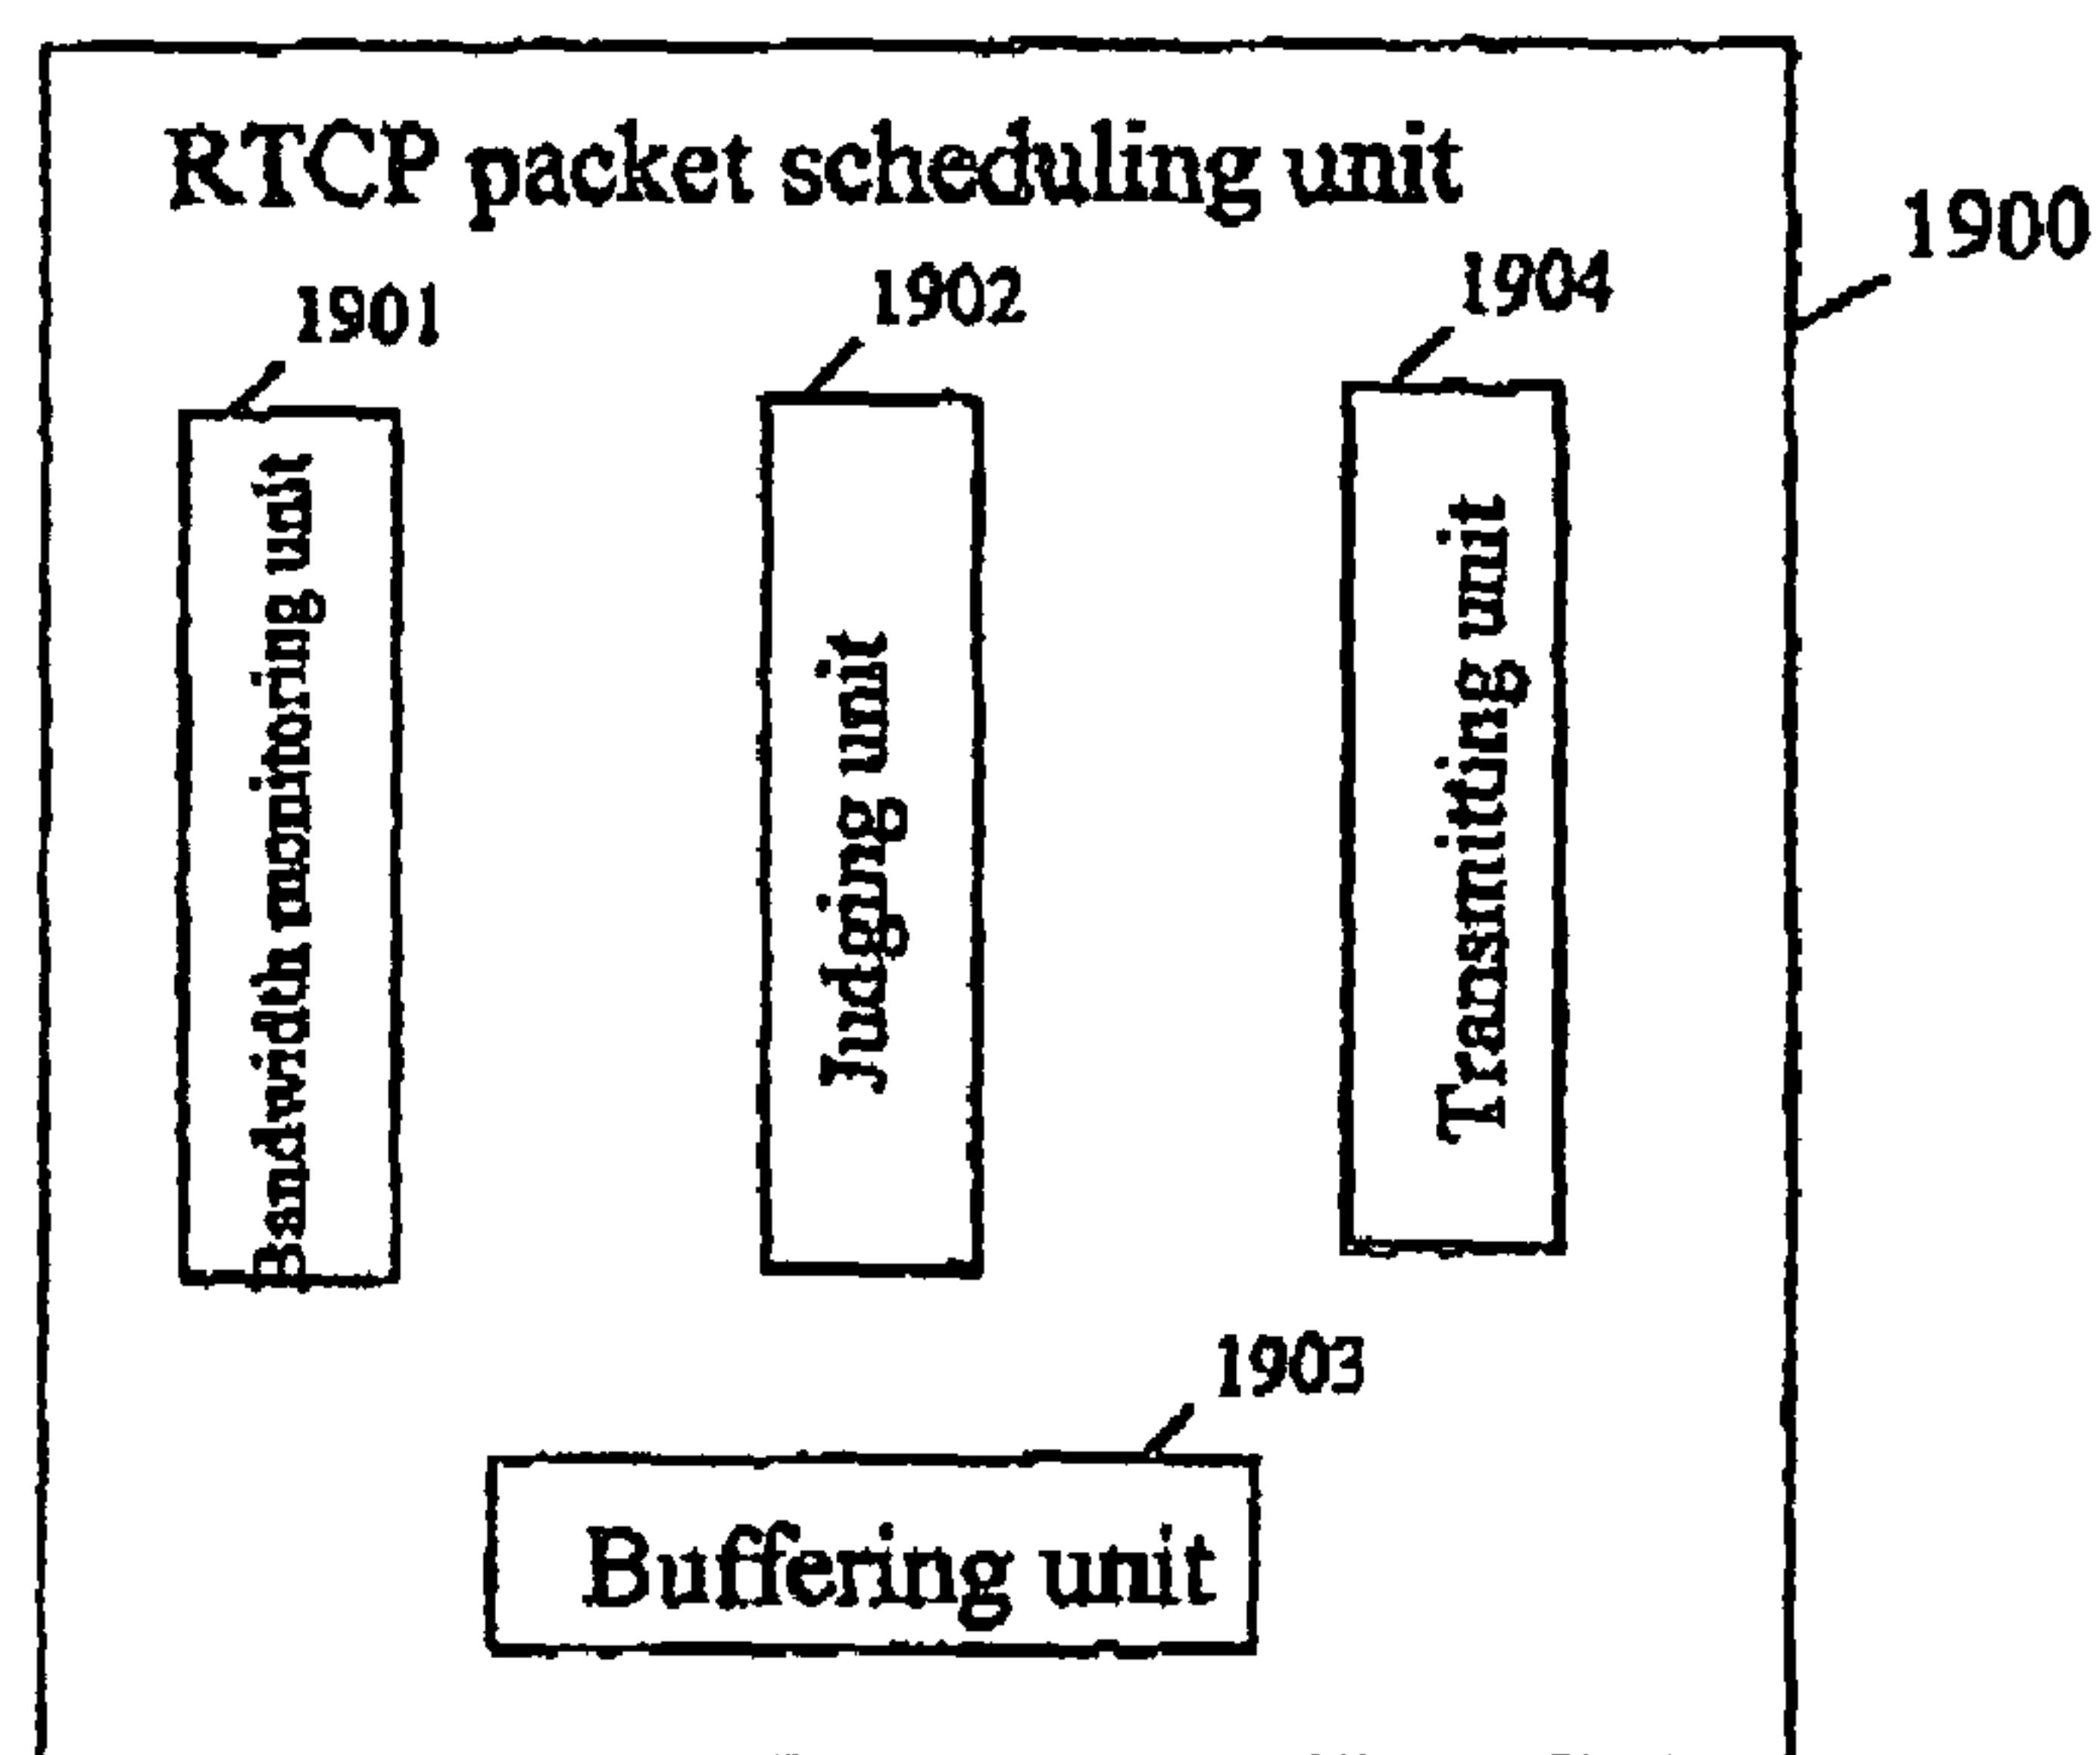 RTCP packet scheduling unit
1900
1901
1902
1904
Bandwidth monitoring unit
Judging unit
Transmitting unit
1903
Buffering unit